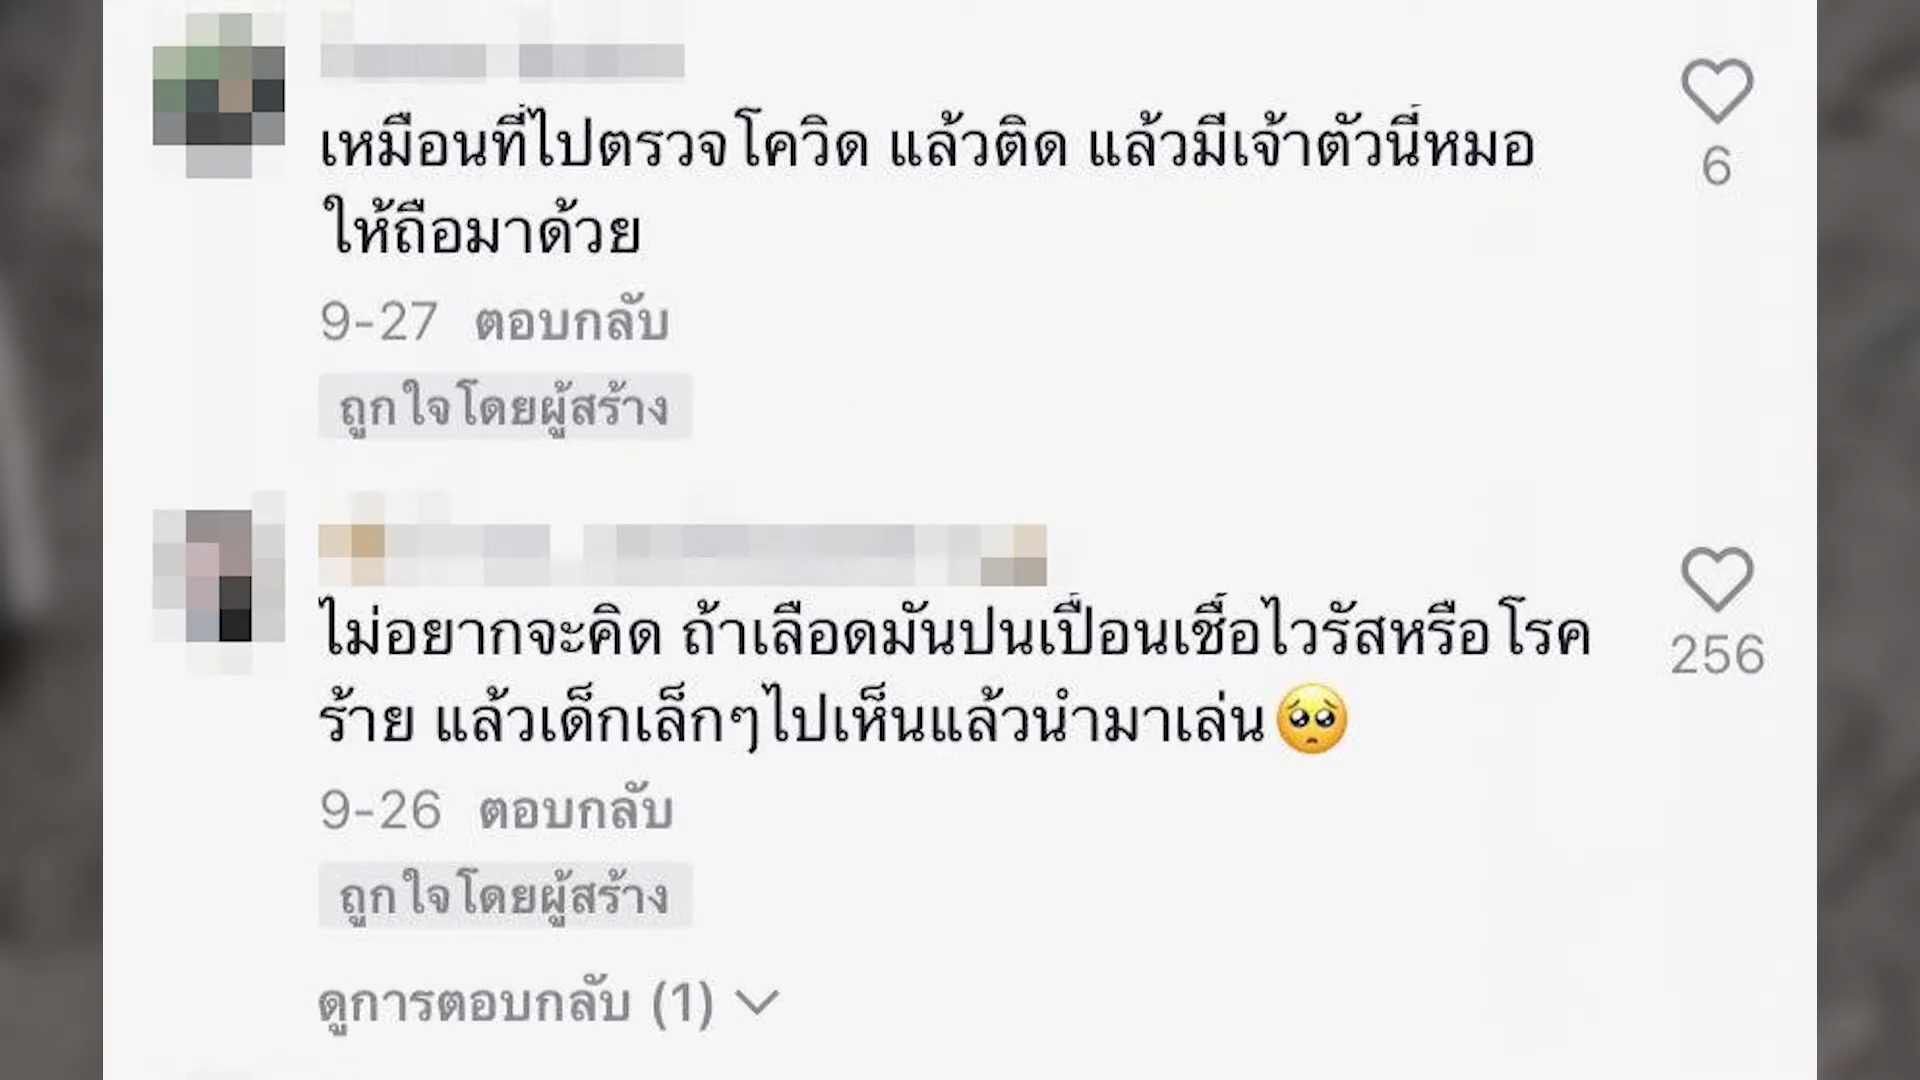 เหมือนที่ไปตรวจโควิด แล้วติด แล้วมีเจ้าตัวนี้หมอ
6
ให้ถือมาด้วย
9-27 ตอบกลับ
ถูกใจโดยผู้สร้าง
ไม่อยากจะคิด ถ้าเลือดมันปนเปื้อนเชื้อไวรัสหรือโรค
256
ร้าย แล้วเด็กเล็กๆไปเห็นแล้วนำมาเล่น🥺
9-26 ตอบกลับ
ถูกใจโดยผู้สร้าง
ดูการตอบกลับ (1)